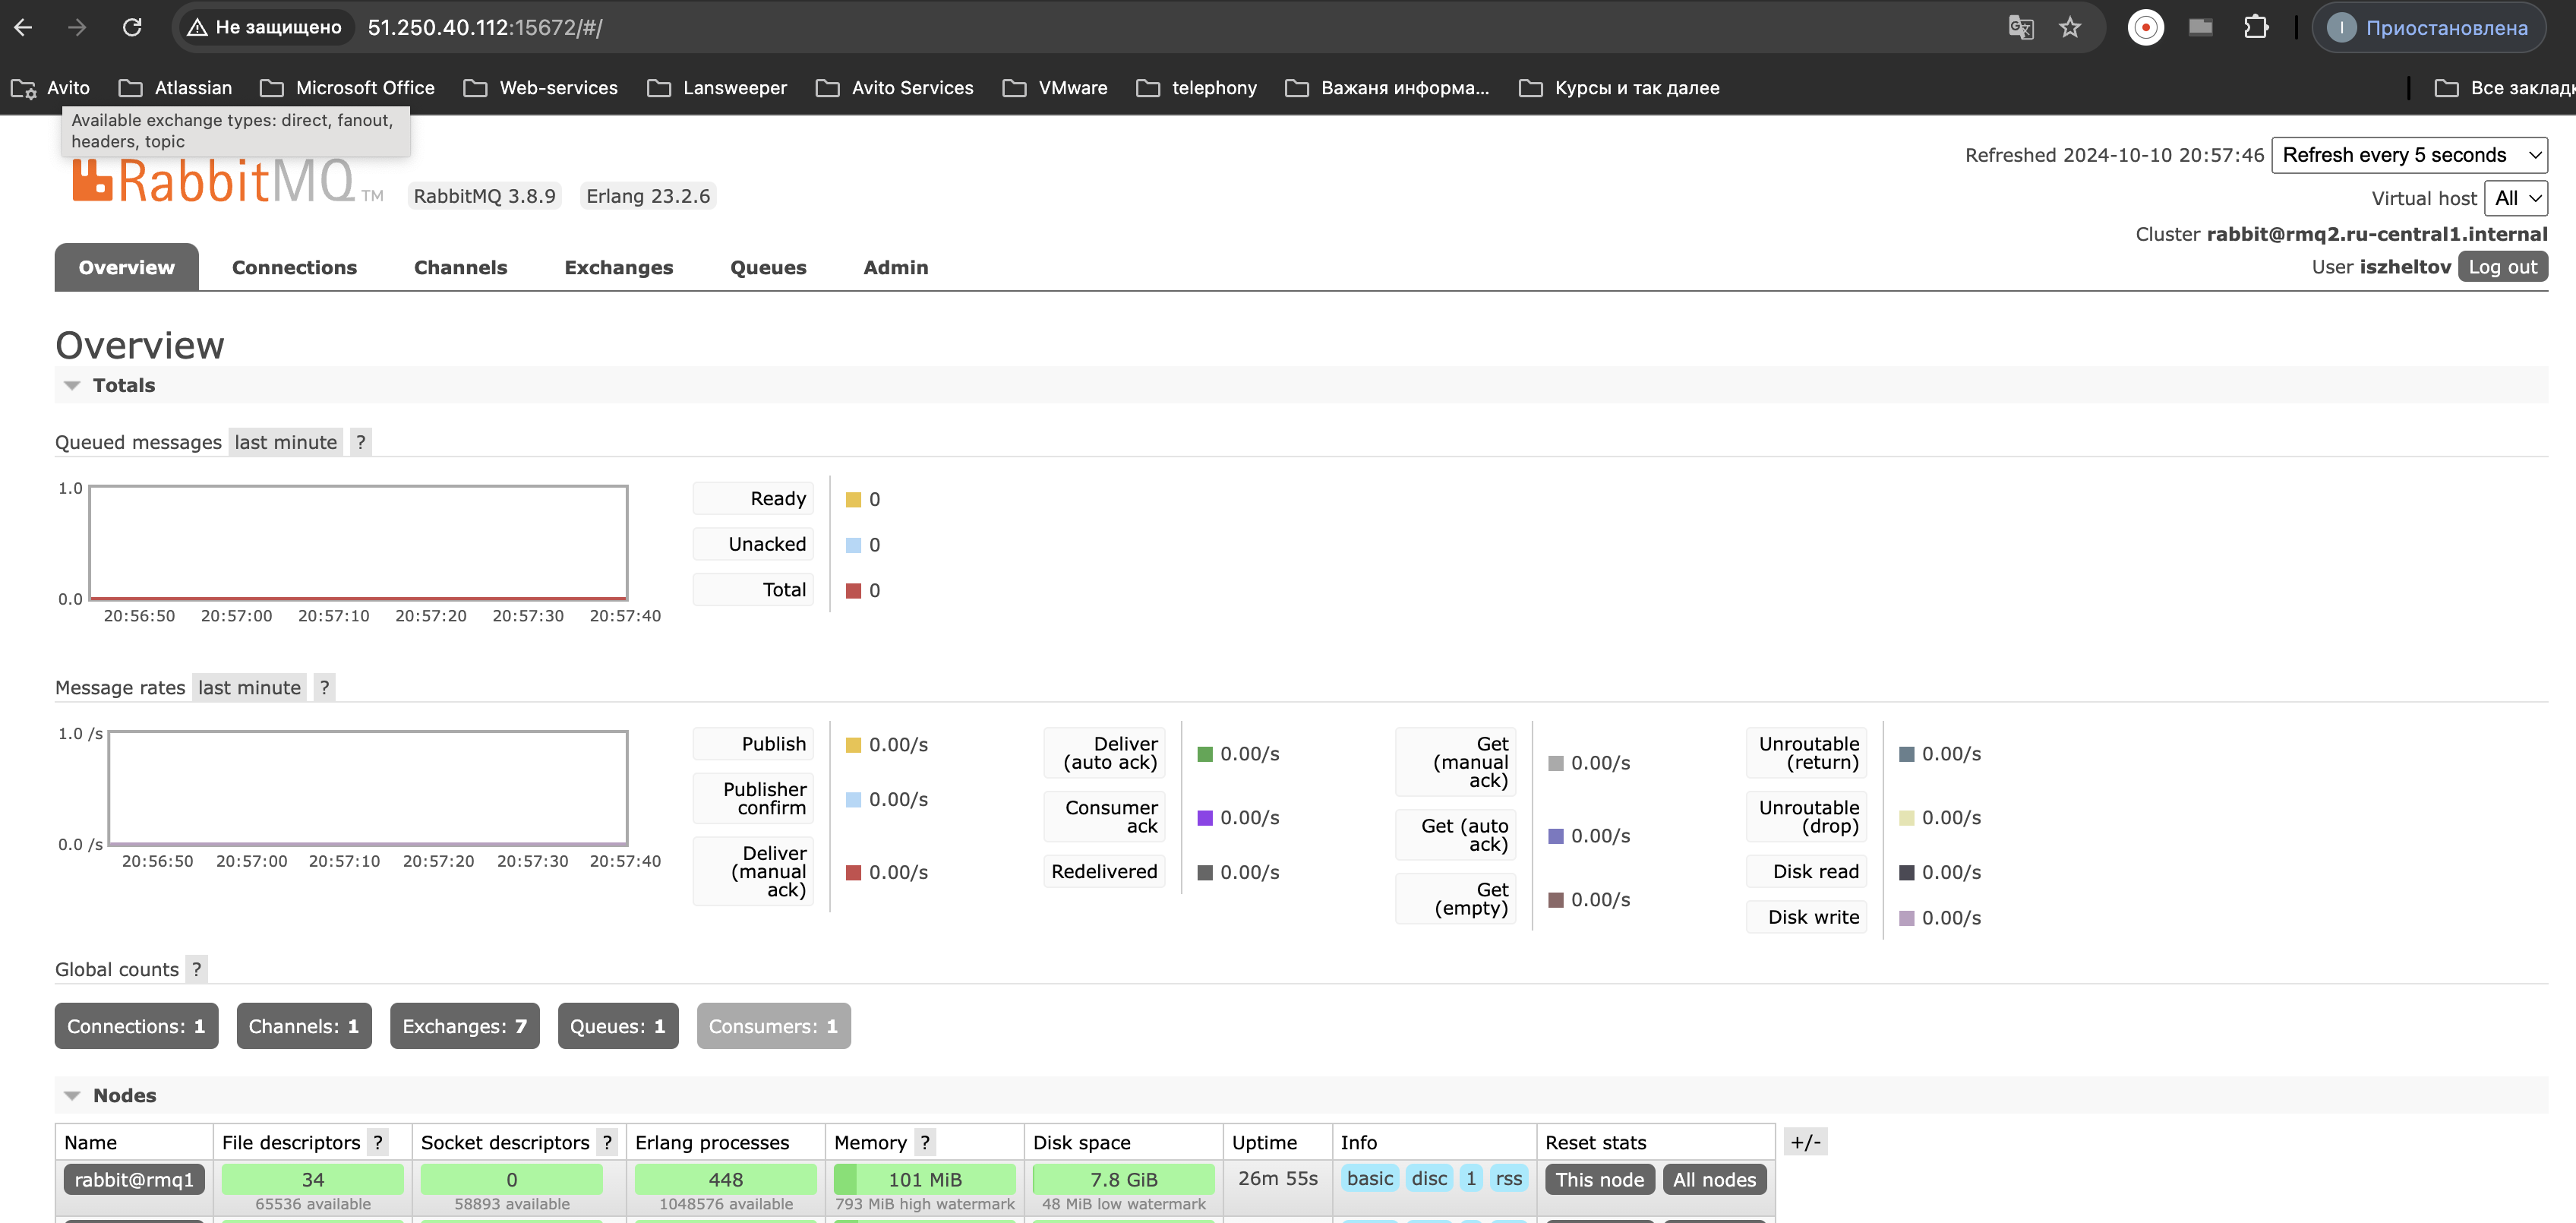 Не защищено 51.250.40.112:15672/#/ I Приостановлена
Avito Atlassian Microsoft Office Web-services Lansweeper Avito Services VMware telephony Важаня информа... Курсы и так далее Все заклад
Available exchange types: direct, fanout,
headers, topic
RabbitMQ TM RabbitMQ 3.8.9 Erlang 23.2.6
Refreshed 2024-10-10 20:57:46 Refresh every 5 seconds
Virtual host All
Cluster rabbit@rmq2.ru-central1.internal
User iszheltov Log out
Overview Connections Channels Exchanges Queues Admin
Overview
Totals
Queued messages last minute ?
1.0
0.0
20:56:50 20:57:00 20:57:10 20:57:20 20:57:30 20:57:40
Ready 0
Unacked 0
Total 0
Message rates last minute ?
1.0 /s
0.0 /s
20:56:50 20:57:00 20:57:10 20:57:20 20:57:30 20:57:40
Publish 0.00/s
Publisher
confirm 0.00/s
Deliver
(manual
ack) 0.00/s
Deliver
(auto ack) 0.00/s
Consumer
ack 0.00/s
Redelivered 0.00/s
Get
(manual
ack) 0.00/s
Get (auto
ack) 0.00/s
Get
(empty) 0.00/s
Unroutable
(return) 0.00/s
Unroutable
(drop) 0.00/s
Disk read 0.00/s
Disk write 0.00/s
Global counts ?
Connections: 1 Channels: 1 Exchanges: 7 Queues: 1 Consumers: 1
Nodes
Name File descriptors ? Socket descriptors ? Erlang processes Memory ? Disk space Uptime Info Reset stats +/-
rabbit@rmq1 34 0 448 101 MiB 7.8 GiB 26m 55s basic disc 1 rss This node All nodes
65536 available 58893 available 1048576 available 793 MiB high watermark 48 MiB low watermark